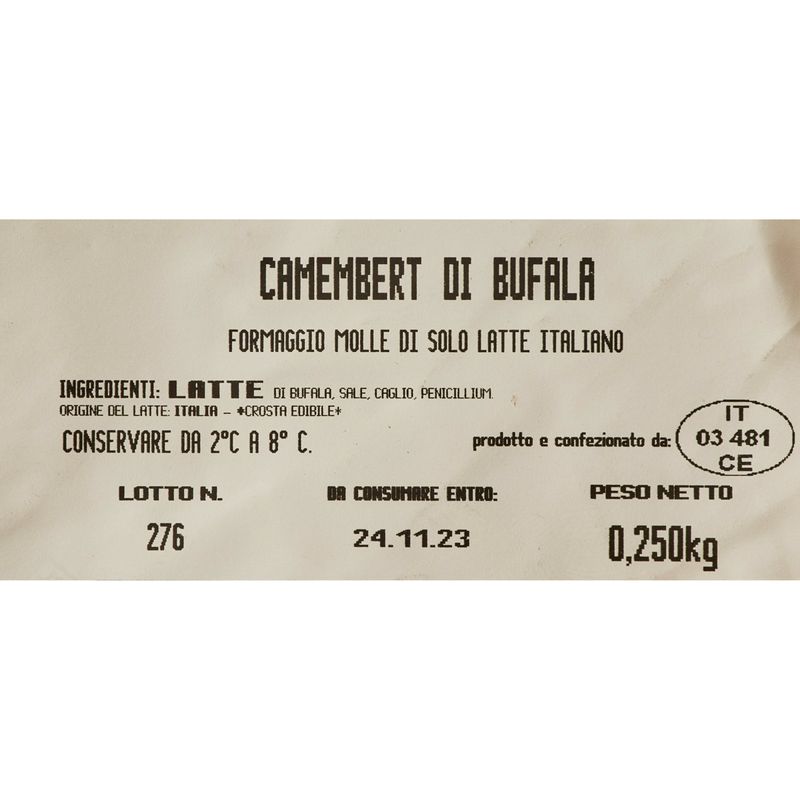 CAMEMBERT DI BUFALA
FORMAGGIO MOLLE DI SOLO LATTE ITALIANO
INGREDIENTI: LATTE DI BUFALA, SALE, CAGLIO, PENICILLIUM.
ORIGINE DEL LATTE: ITALIA – *CROSTA EDIBILE*
CONSERVARE DA 2°C A 8° C.
prodotto e confezionato da:
IT
03 481
CE
LOTTO N. DA CONSUMARE ENTRO: PESO NETTO
276 24.11.23 0,250kg